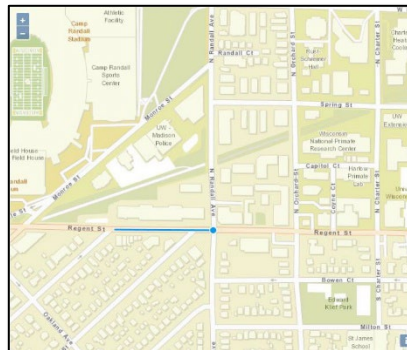 Athletic
Facility
Camp
Randall
Stadium
Camp Randall
Sports
Center
Monroe St
N Randall Ave
Randall Ct
N Orchard St
N Charter St
Spring St
UW -
Madison
Police
Wisconsin
National Primate
Research Center
Capitol Ct
Harlow
Primate
Lab
Field House
Monroe St
N Randall Ave
N Orchard St
Coyne Ct
N Charter St
Regent St
Regent St
Bowen Ct
Oakland Ave
Milton St
St James
School